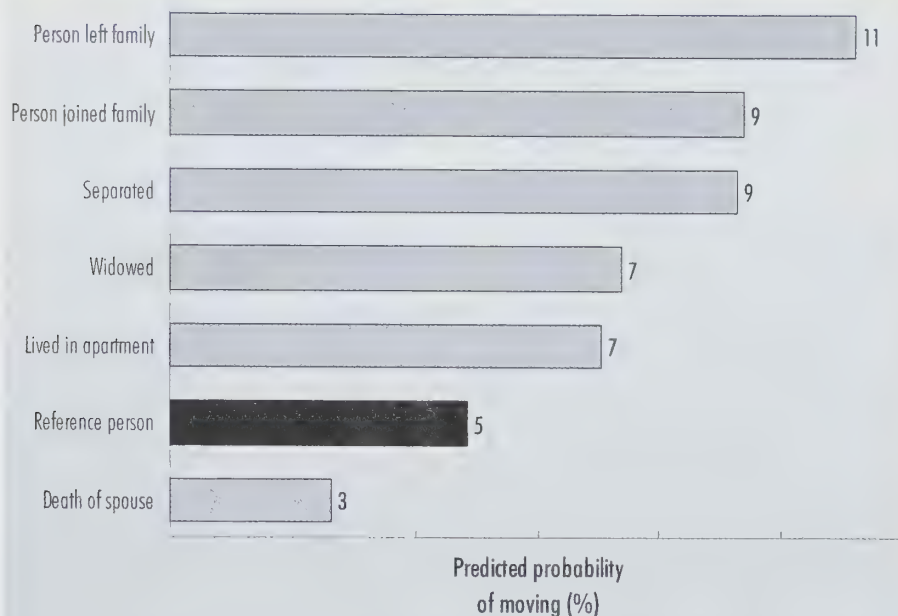 Person left family 11
Person joined family 9
Separated 9
Widowed 7
Lived in apartment 7
Reference person 5
Death of spouse 3
Predicted probability
of moving (%)